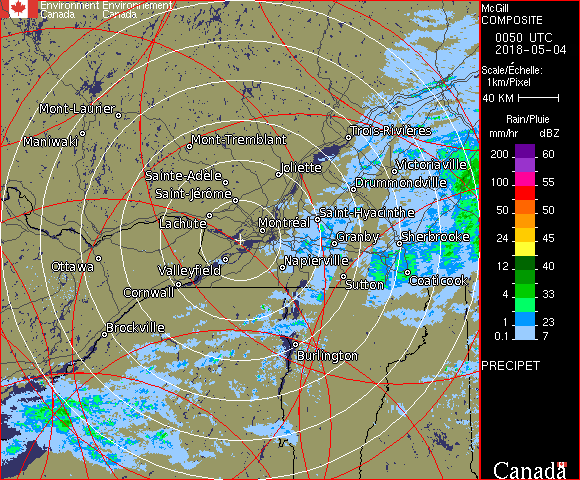 Environment Environnement
Canada Canada
Mont-Laurier
Maniwaki
Mont-Tremblant
Trois-Rivières
Sainte-Adèle
Joliette
Victoriaville
Saint-Jérôme
Drummondville
Lachute
Montréal
Saint-Hyacinthe
Granby
Sherbrooke
Ottawa
Valleyfield
Napierville
Cornwall
Sutton
Coaticook
Brockville
Burlington
McGill
COMPOSITE
0050 UTC
2018-05-04
Scale/Échelle:
1km/Pixel
40 KM
Rain/Pluie
mm/hr dBZ
200 60
100 55
50 50
24 45
12 40
4 33
1 23
0.1 7
PRECIPET
Canada